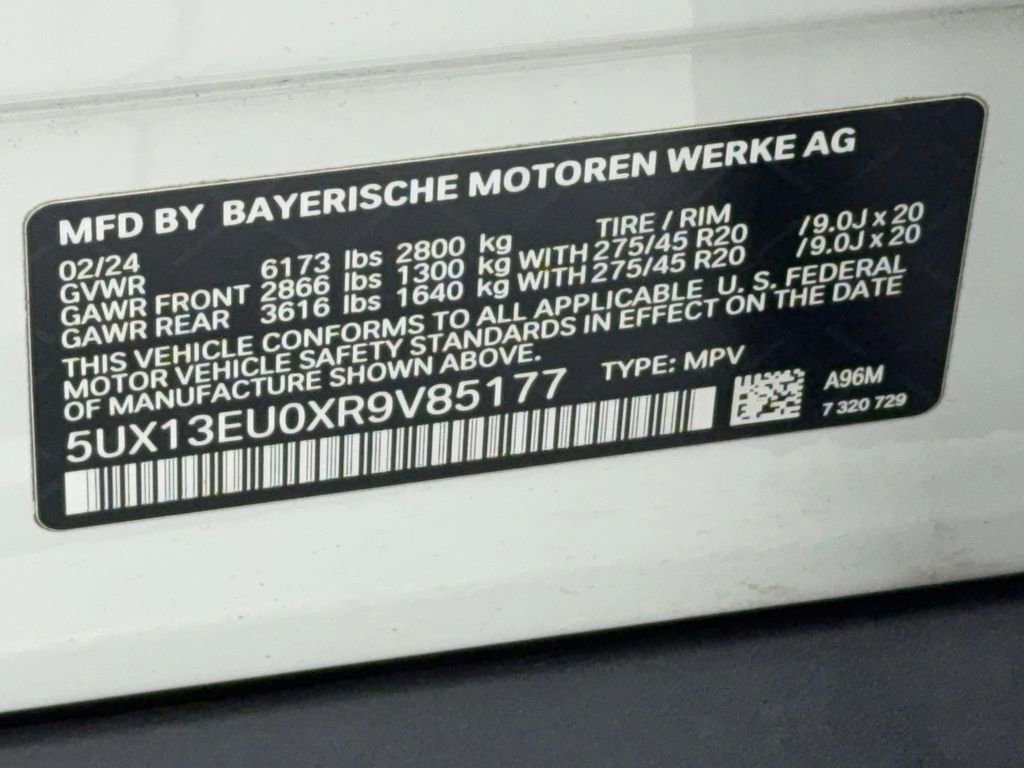 MFD BY BAYERISCHE MOTOREN WERKE AG
02/24 TIRE / RIM
GVWR 6173 lbs 2800 kg
GAWR FRONT 2866 lbs 1300 kg WITH 275/45 R20 /9.0J x 20
GAWR REAR 3616 lbs 1640 kg WITH 275/45 R20 /9.0J x 20
THIS VEHICLE CONFORMS TO ALL APPLICABLE U. S. FEDERAL
MOTOR VEHICLE SAFETY STANDARDS IN EFFECT ON THE DATE
OF MANUFACTURE SHOWN ABOVE.
5UX13EU0XR9V85177 TYPE: MPV
A96M
7 320 729